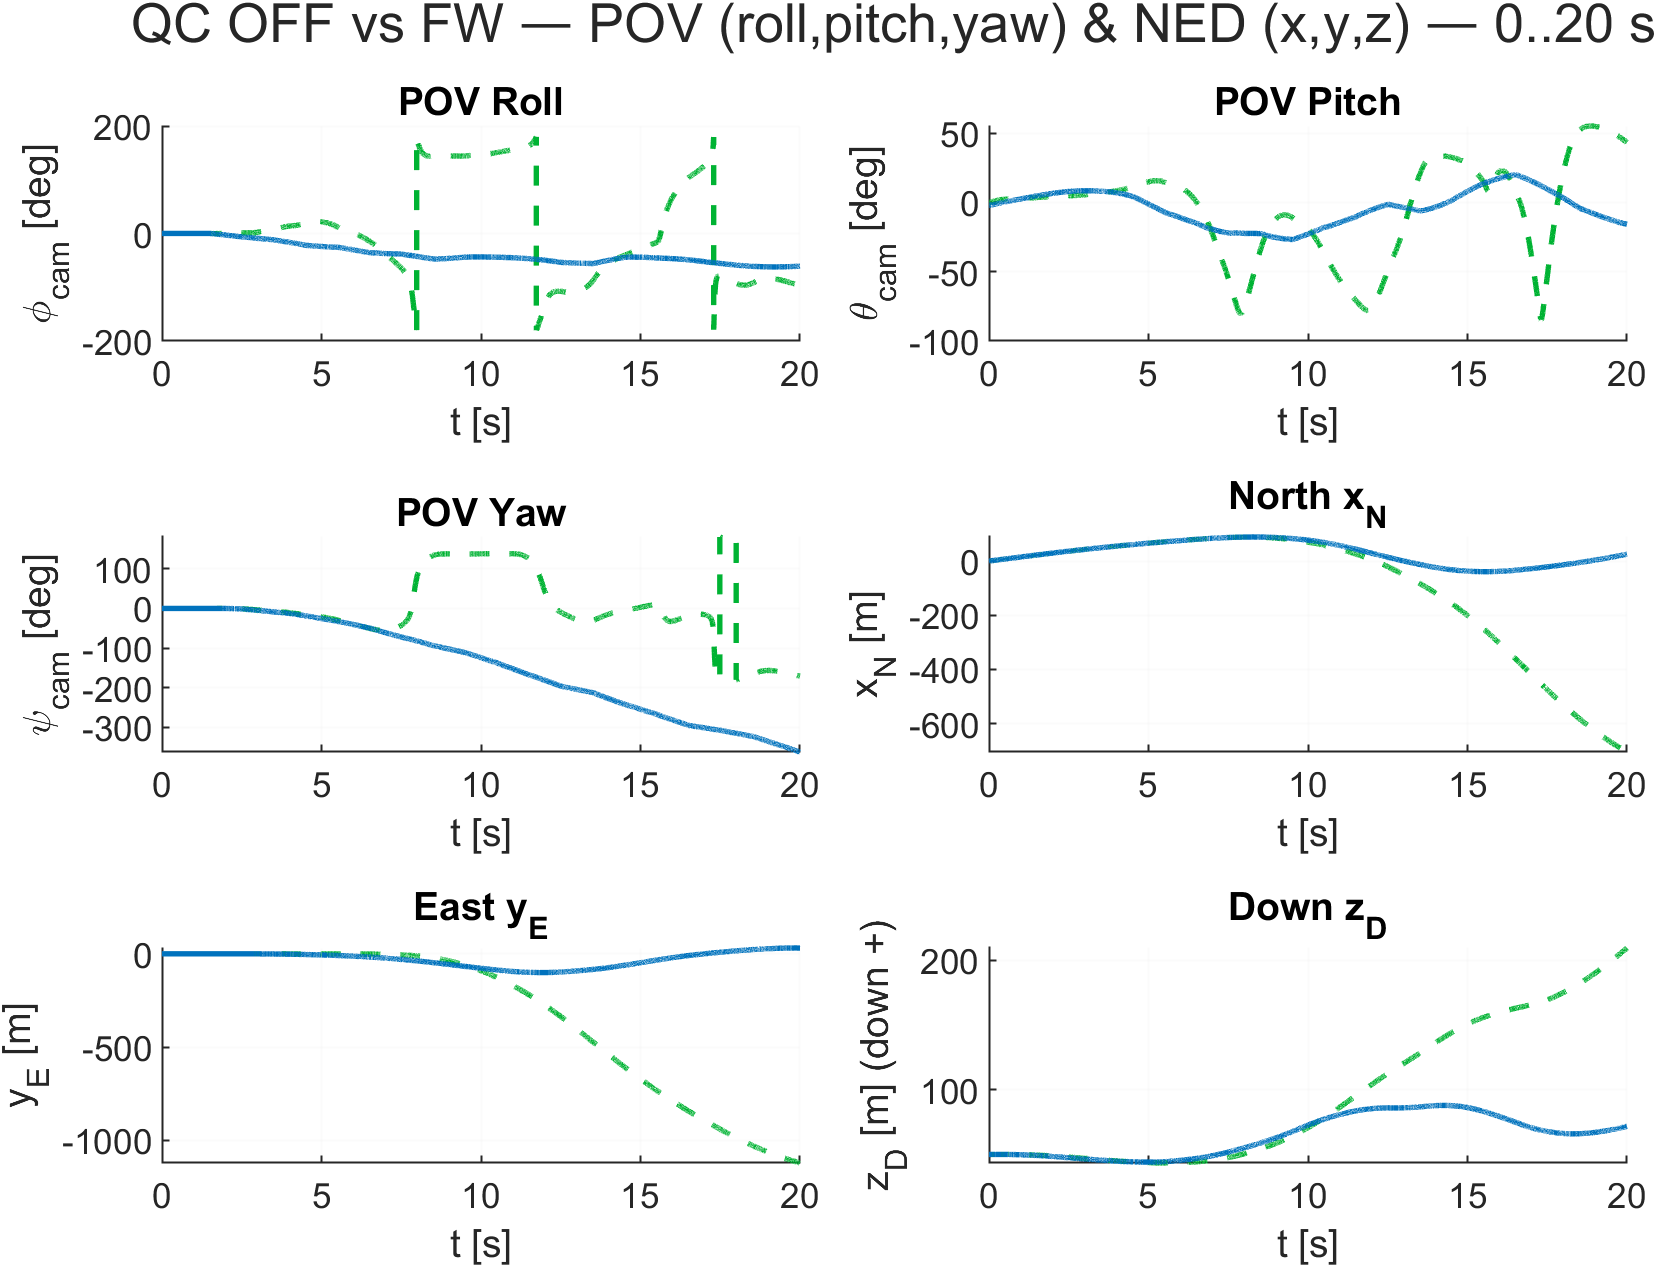 QC OFF vs FW — POV (roll,pitch,yaw) & NED (x,y,z) — 0..20 s
POV Roll
ϕcam [deg]
200
0
-200
0 5 10 15 20
t [s]
POV Pitch
θcam [deg]
50
0
-50
-100
0 5 10 15 20
t [s]
POV Yaw
ψcam [deg]
100
0
-100
-200
-300
0 5 10 15 20
t [s]
North xN
xN [m]
0
-200
-400
-600
0 5 10 15 20
t [s]
East yE
yE [m]
0
-500
-1000
0 5 10 15 20
t [s]
Down zD
zD [m] (down +)
200
100
0 5 10 15 20
t [s]